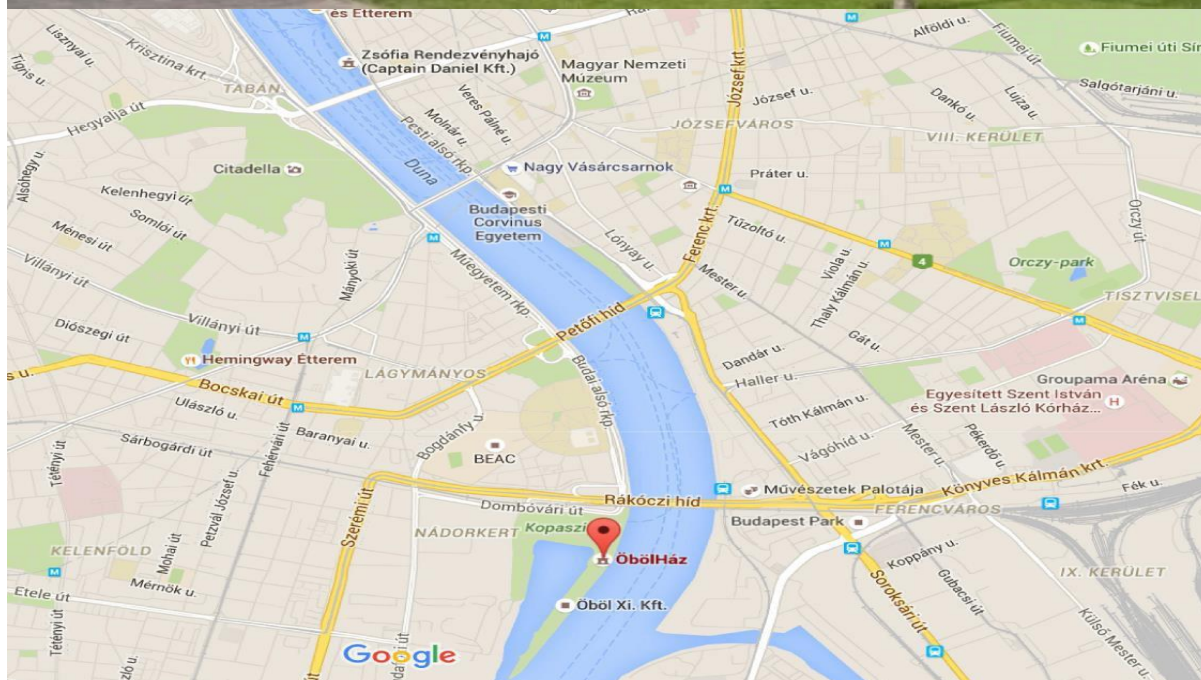 és Étterem
Zsófia Rendezvényhajó
(Captain Daniel Kft.)
Magyar Nemzeti
Múzeum
Alföldi u.
Fiumei út
Fiumei úti Sír
Salgótarjáni u.
Lisznyai u.
Tigris u.
Krisztina krt.
TABÁN
Hegyalja út
Veres Pálné u.
Molnár u.
Pesti alsó rkp.
Duna
József krt.
József u.
JÓZSEFVÁROS
Dankó u.
Lujza u.
VIII. KERÜLET
Alsóhegy u.
Citadella
Nagy Vásárcsarnok
Práter u.
Kelenhegyi út
Somlói út
Ménesi út
Budapesti
Corvinus
Egyetem
Lónyay u.
Ferenc krt.
Tűzoltó u.
Orczy út
Villányi út
Mányoki út
Műegyetem rkp.
Mester u.
Viola u.
Thaly Kálmán u.
4
Orczy-park
TISZTVISEL
Diószegi út
Villányi út
Petőfi híd
Gát u.
Hemingway Étterem
LÁGYMÁNYOS
Budai alsó rkp.
Dandár u.
Haller u.
Groupama Aréna
s u.
Bocskai út
Ulászló u.
Baranyai u.
Bogdánfy u.
Egyesített Szent István
és Szent László Kórház...
H
Tóth Kálmán u.
Vágóhíd u.
Mester u.
Pékerdő u.
Sárbogárdi út
Fehérvári út
Tétényi út
BEAC
Petzvál József u.
Szerémi út
Dombóvári út
Rákóczi híd
Művészetek Palotája
Könyves Kálmán krt.
Fék u.
NÁDORKERT
Kopaszi
Budapest Park
FERENCVÁROS
KELENFÖLD
Mohai út
ÖbölHáz
Koppány u.
Gubacsi út
IX. KERÜLET
Mérnök u.
Etele út
Öböl Xi. Kft.
Soroksári út
Külső Mester u.
Tétényi út
Google